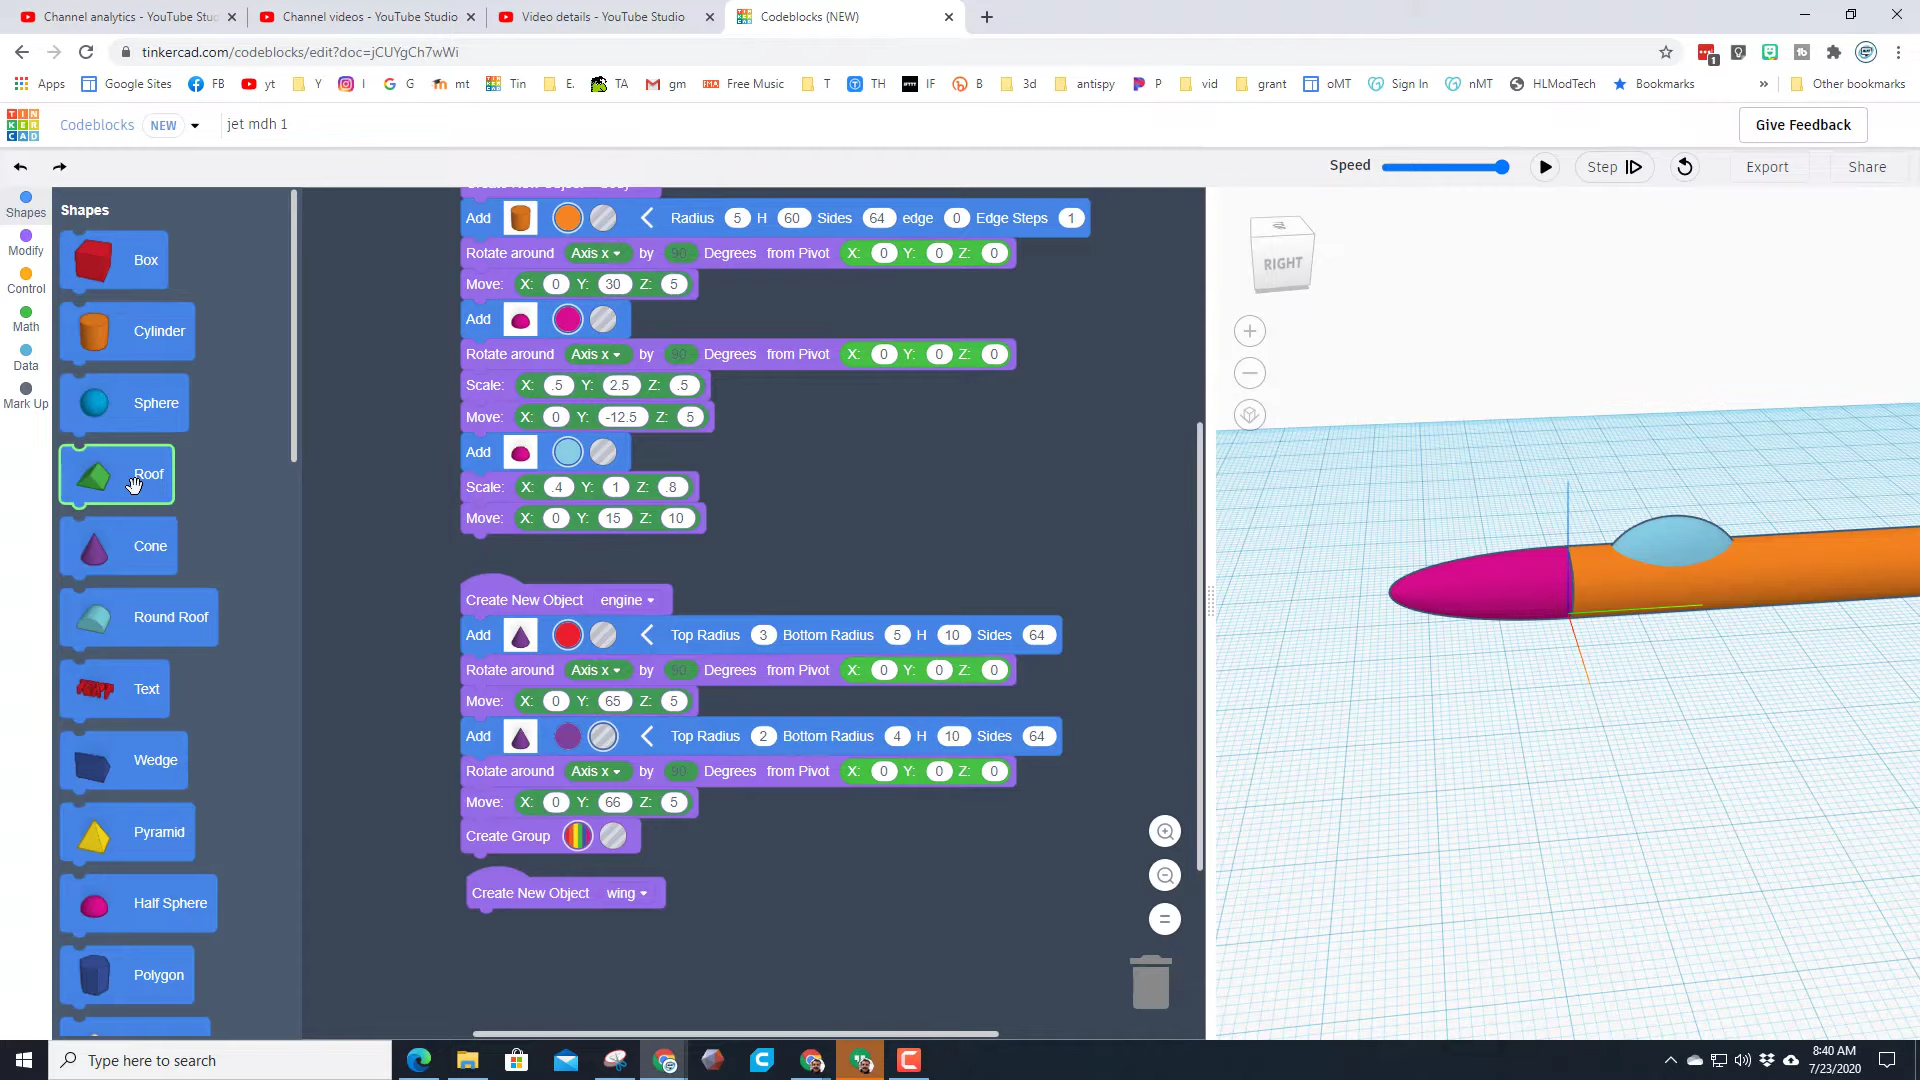 Channel analytics - YouTube Stu
Channel videos - YouTube Studio
Video details - YouTube Studio
Codeblocks (NEW)
tinkercad.com/codeblocks/edit?doc=jCUYgCh7wWi
1
Apps
Google Sites
FB
yt
Y
I
G
mt
Tin
E.
TA
gm
Free Music
T
TH
IF
B
3d
antispy
P
vid
grant
oMT
Sign In
nMT
HLModTech
Bookmarks
»
Other bookmarks
TIN
KER
CAD
Codeblocks
NEW
jet mdh 1
Give Feedback
Speed
Step
Export
Share
Shapes
Modify
Control
Math
Data
Mark Up
Shapes
Box
Cylinder
Sphere
Roof
Cone
Round Roof
Text
Wedge
Pyramid
Half Sphere
Polygon
Add Radius 5 H 60 Sides 64 edge 0 Edge Steps 1
Rotate around Axis x by 90 Degrees from Pivot X: 0 Y: 0 Z: 0
Move: X: 0 Y: 30 Z: 5
Add
Rotate around Axis x by 90 Degrees from Pivot X: 0 Y: 0 Z: 0
Scale: X: .5 Y: 2.5 Z: .5
Move: X: 0 Y: -12.5 Z: 5
Add
Scale: X: .4 Y: 1 Z: .8
Move: X: 0 Y: 15 Z: 10
Create New Object engine
Add Top Radius 3 Bottom Radius 5 H 10 Sides 64
Rotate around Axis x by 90 Degrees from Pivot X: 0 Y: 0 Z: 0
Move: X: 0 Y: 65 Z: 5
Add Top Radius 2 Bottom Radius 4 H 10 Sides 64
Rotate around Axis x by 90 Degrees from Pivot X: 0 Y: 0 Z: 0
Move: X: 0 Y: 66 Z: 5
Create Group
Create New Object wing
RIGHT
Type here to search
8:40 AM
7/23/2020